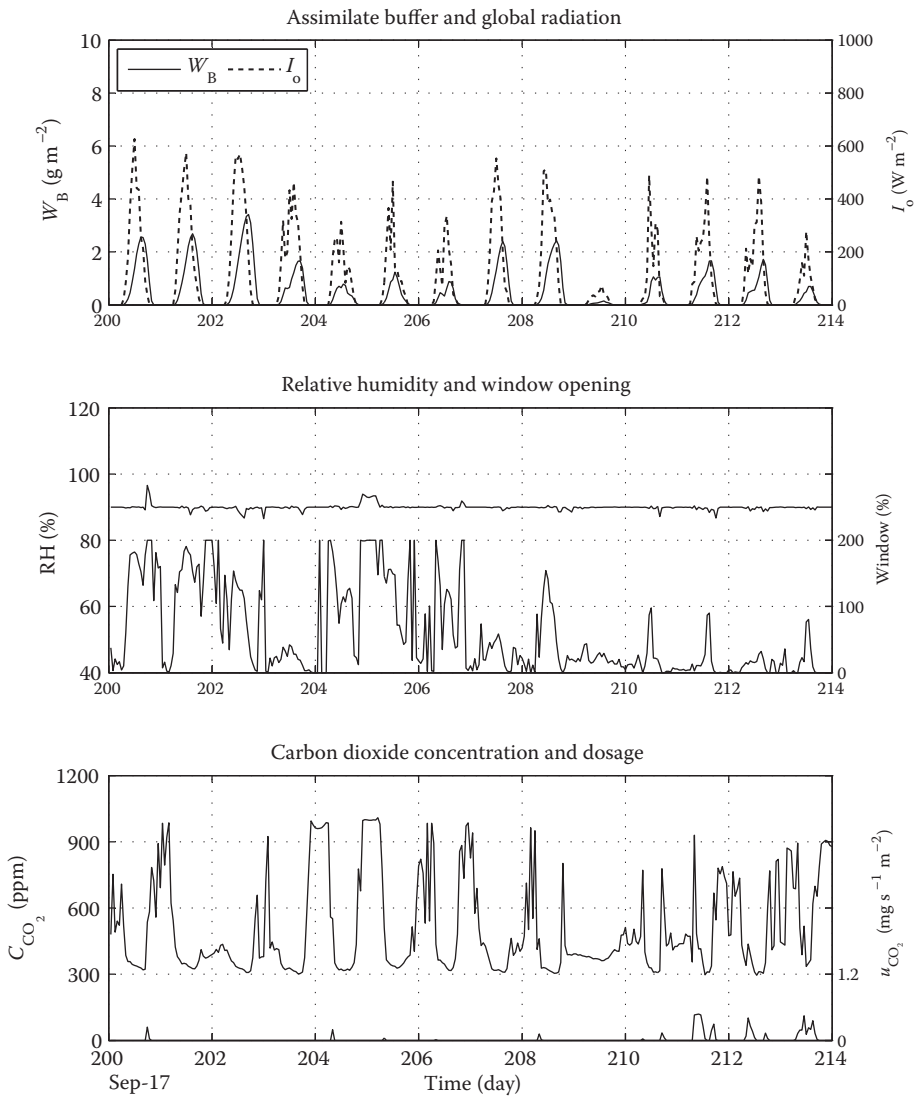 Assimilate buffer and global radiation
10
8
6
4
2
0
W_B (g m⁻²)
W_B I_o
1000
800
600
400
200
0
I_o (W m⁻²)
200 202 204 206 208 210 212 214
Relative humidity and window opening
120
100
80
60
40
RH (%)
200
100
0
Window (%)
200 202 204 206 208 210 212 214
Carbon dioxide concentration and dosage
1200
900
600
300
0
C_CO₂ (ppm)
1.2
0
u_CO₂ (mg s⁻¹ m⁻²)
200 202 204 206 208 210 212 214
Sep-17 Time (day)